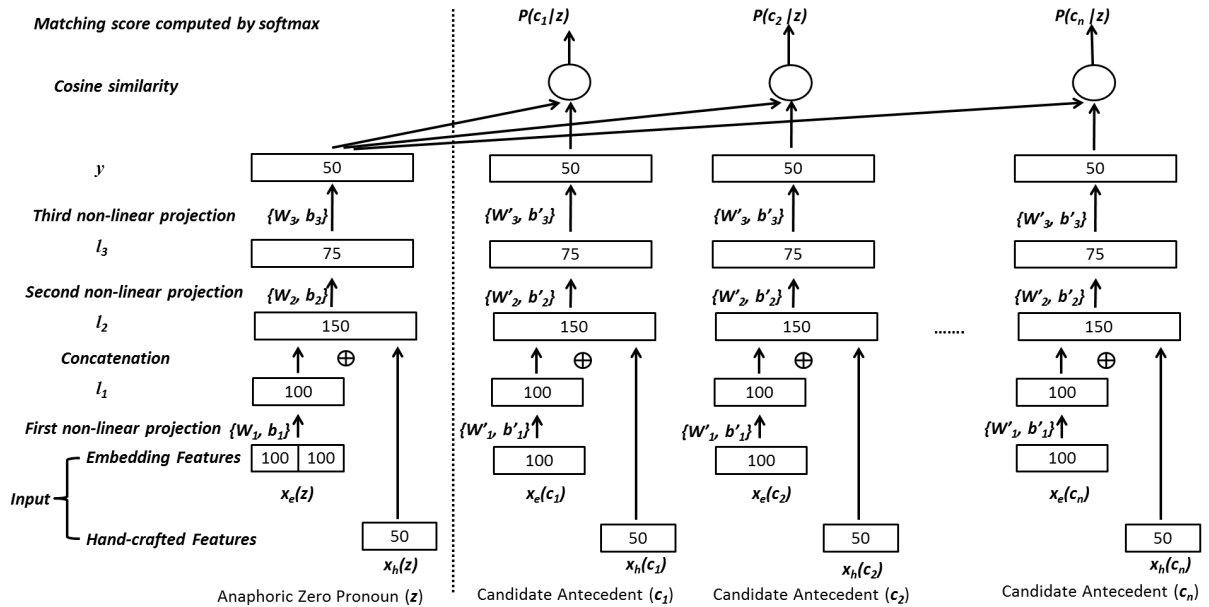 Matching score computed by softmax
P(c₁|z)
P(c₂|z)
P(cₙ|z)
Cosine similarity
y
50
50
50
50
Third non-linear projection
{W₃, b₃}
{W'₃, b'₃}
{W'₃, b'₃}
{W'₃, b'₃}
l₃
75
75
75
75
Second non-linear projection
{W₂, b₂}
{W'₂, b'₂}
{W'₂, b'₂}
{W'₂, b'₂}
l₂
150
150
150
.......
150
Concatenation
⊕
⊕
⊕
⊕
l₁
100
100
100
100
First non-linear projection
{W₁, b₁}
{W'₁, b'₁}
{W'₁, b'₁}
{W'₁, b'₁}
Embedding Features
100 100
100
100
100
xₑ(z)
xₑ(c₁)
xₑ(c₂)
xₑ(cₙ)
Input
Hand-crafted Features
50
50
50
50
xₕ(z)
xₕ(c₁)
xₕ(c₂)
xₕ(cₙ)
Anaphoric Zero Pronoun (z)
Candidate Antecedent (c₁)
Candidate Antecedent (c₂)
Candidate Antecedent (cₙ)